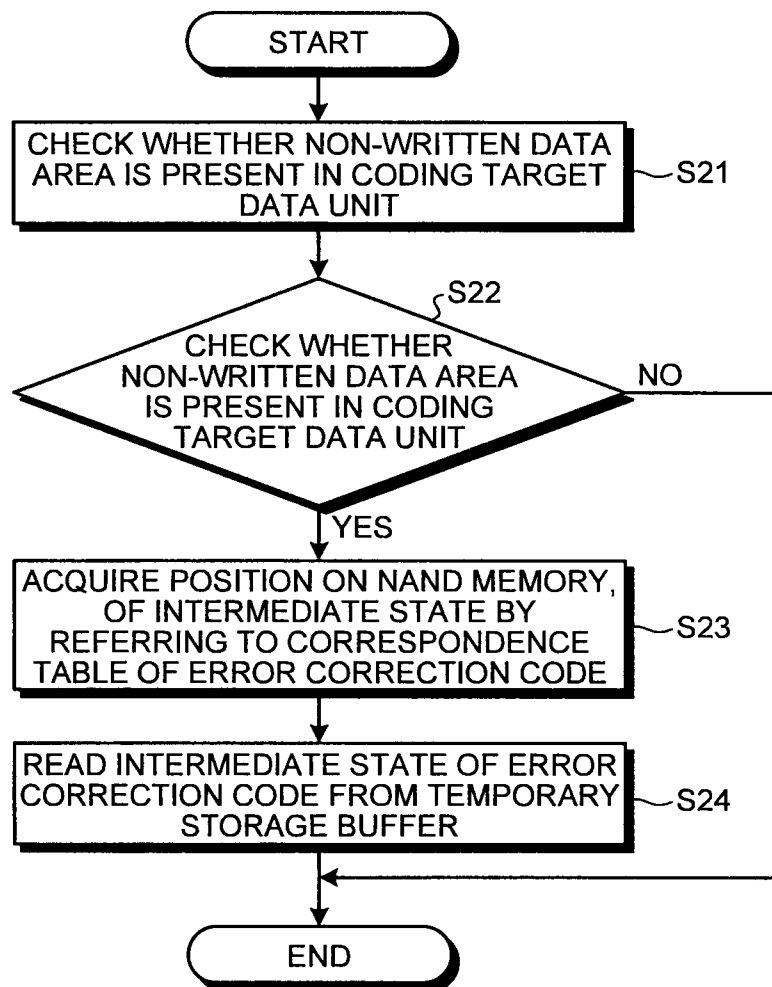 START
CHECK WHETHER NON-WRITTEN DATA
AREA IS PRESENT IN CODING TARGET
DATA UNIT
S21
S22
CHECK WHETHER
NON-WRITTEN DATA AREA
IS PRESENT IN CODING
TARGET DATA UNIT
NO
YES
ACQUIRE POSITION ON NAND MEMORY,
OF INTERMEDIATE STATE BY
REFERRING TO CORRESPONDENCE
TABLE OF ERROR CORRECTION CODE
S23
READ INTERMEDIATE STATE OF ERROR
CORRECTION CODE FROM TEMPORARY
STORAGE BUFFER
S24
END